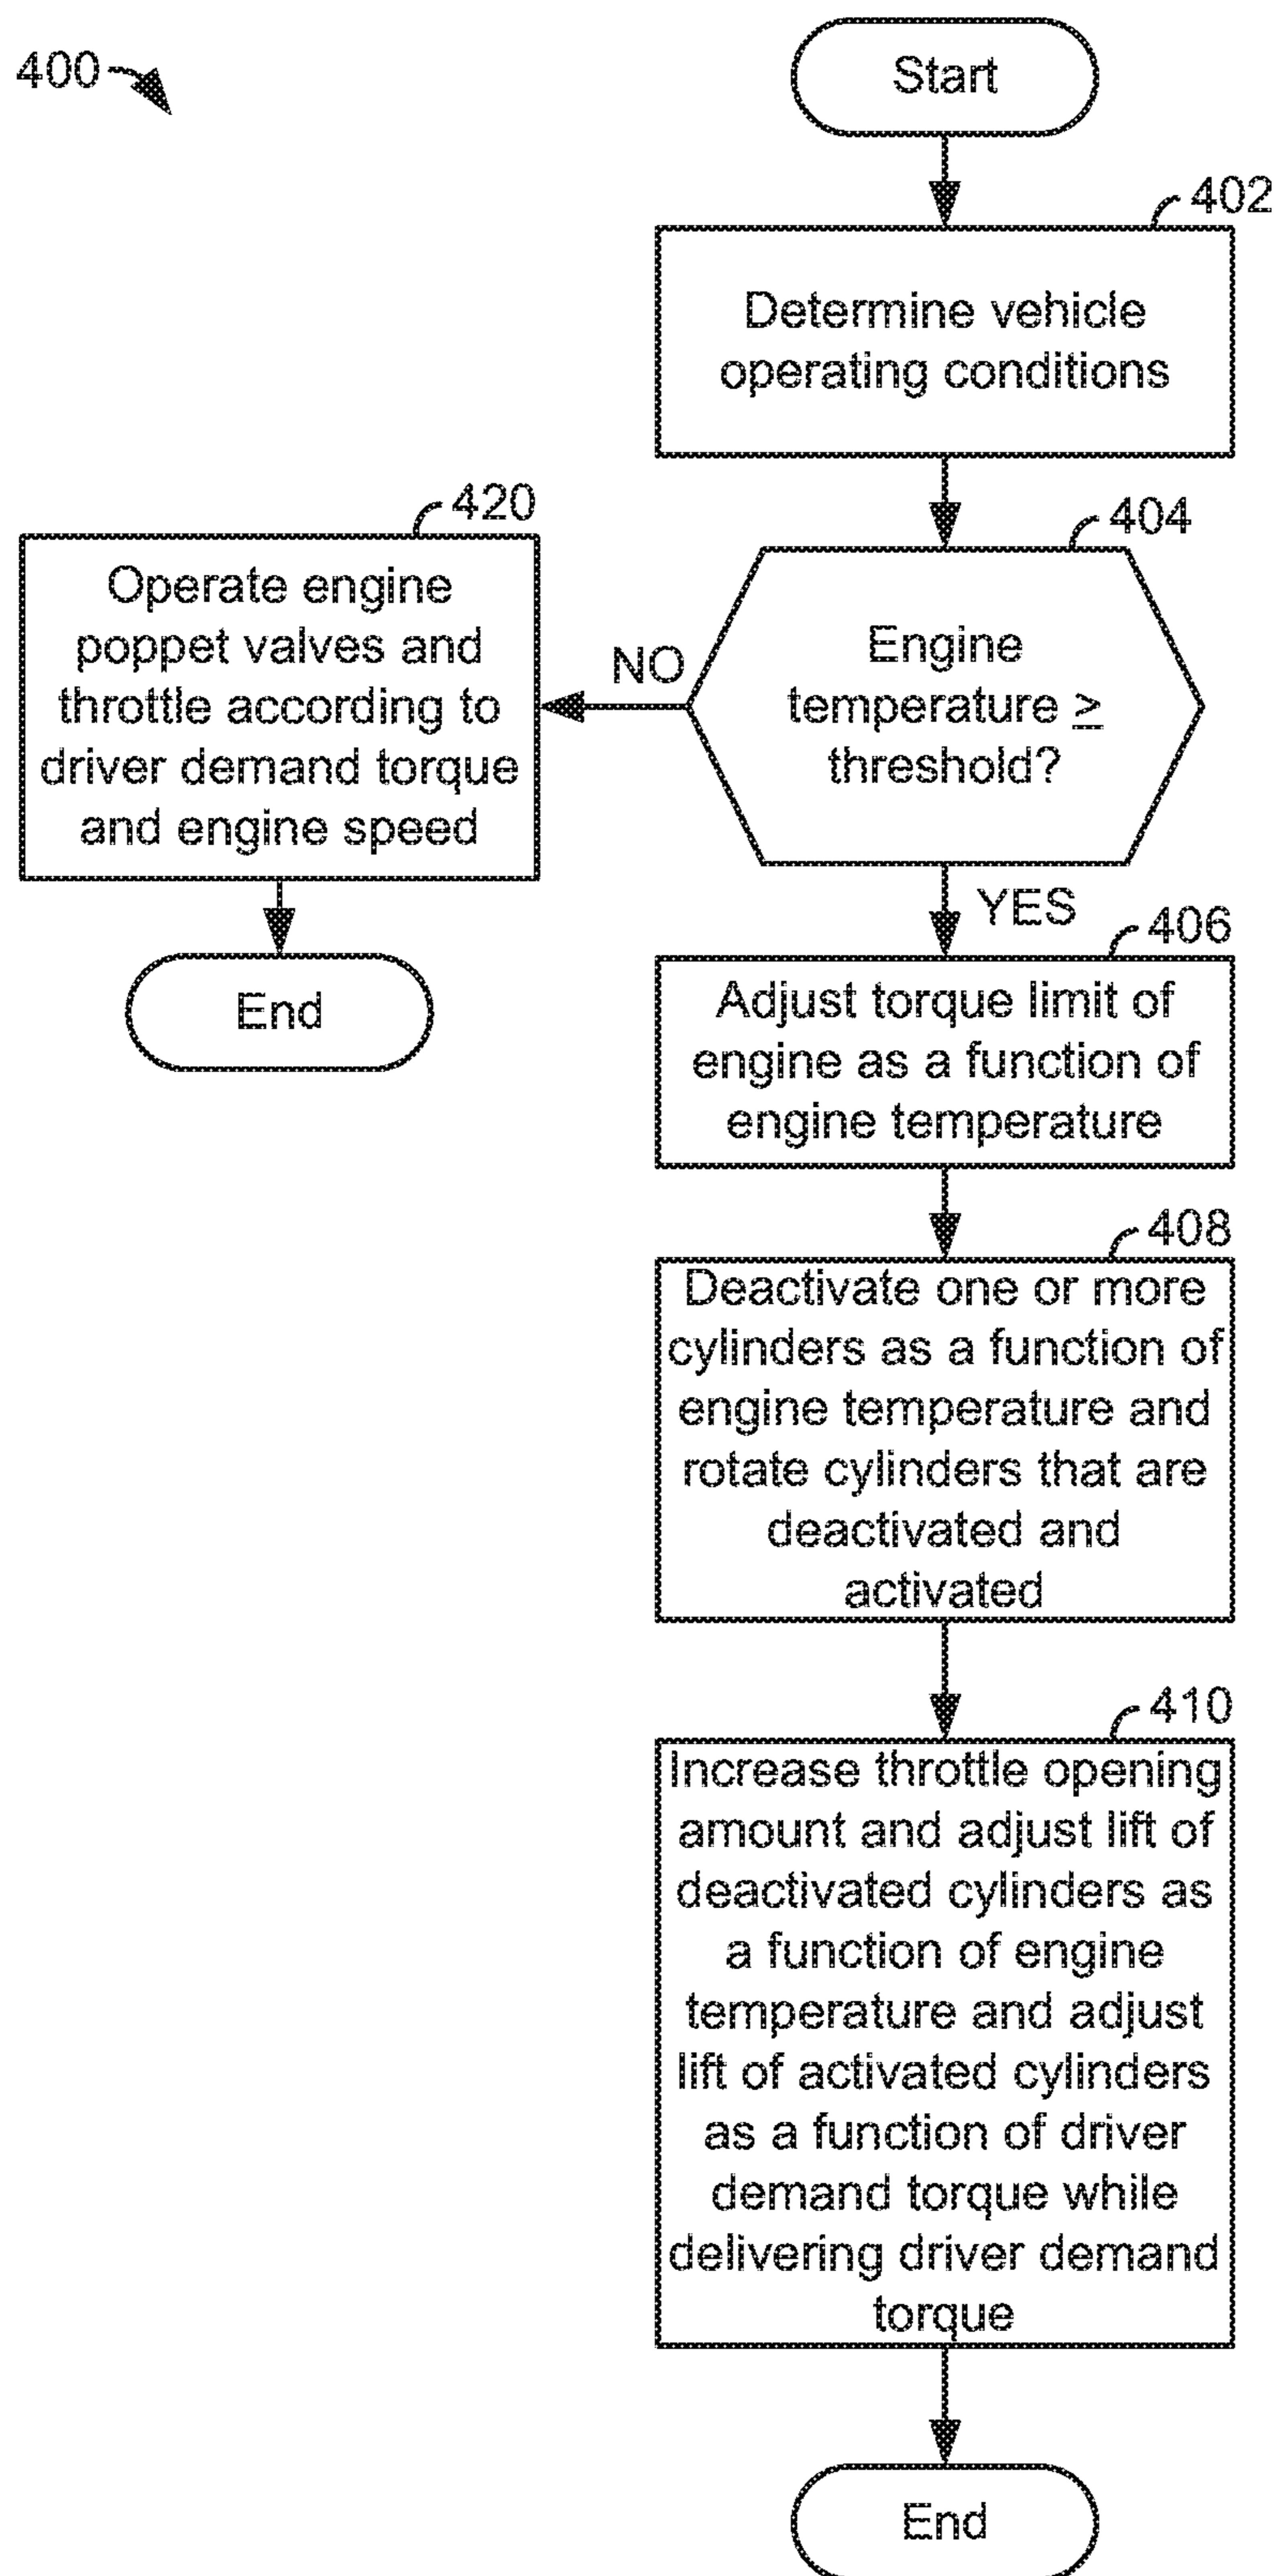 400
Start
402
Determine vehicle
operating conditions
404
Engine
temperature ≥
threshold?
NO
420
Operate engine
poppet valves and
throttle according to
driver demand torque
and engine speed
End
YES
406
Adjust torque limit of
engine as a function of
engine temperature
408
Deactivate one or more
cylinders as a function of
engine temperature and
rotate cylinders that are
deactivated and
activated
410
Increase throttle opening
amount and adjust lift of
deactivated cylinders as
a function of engine
temperature and adjust
lift of activated cylinders
as a function of driver
demand torque while
delivering driver demand
torque
End